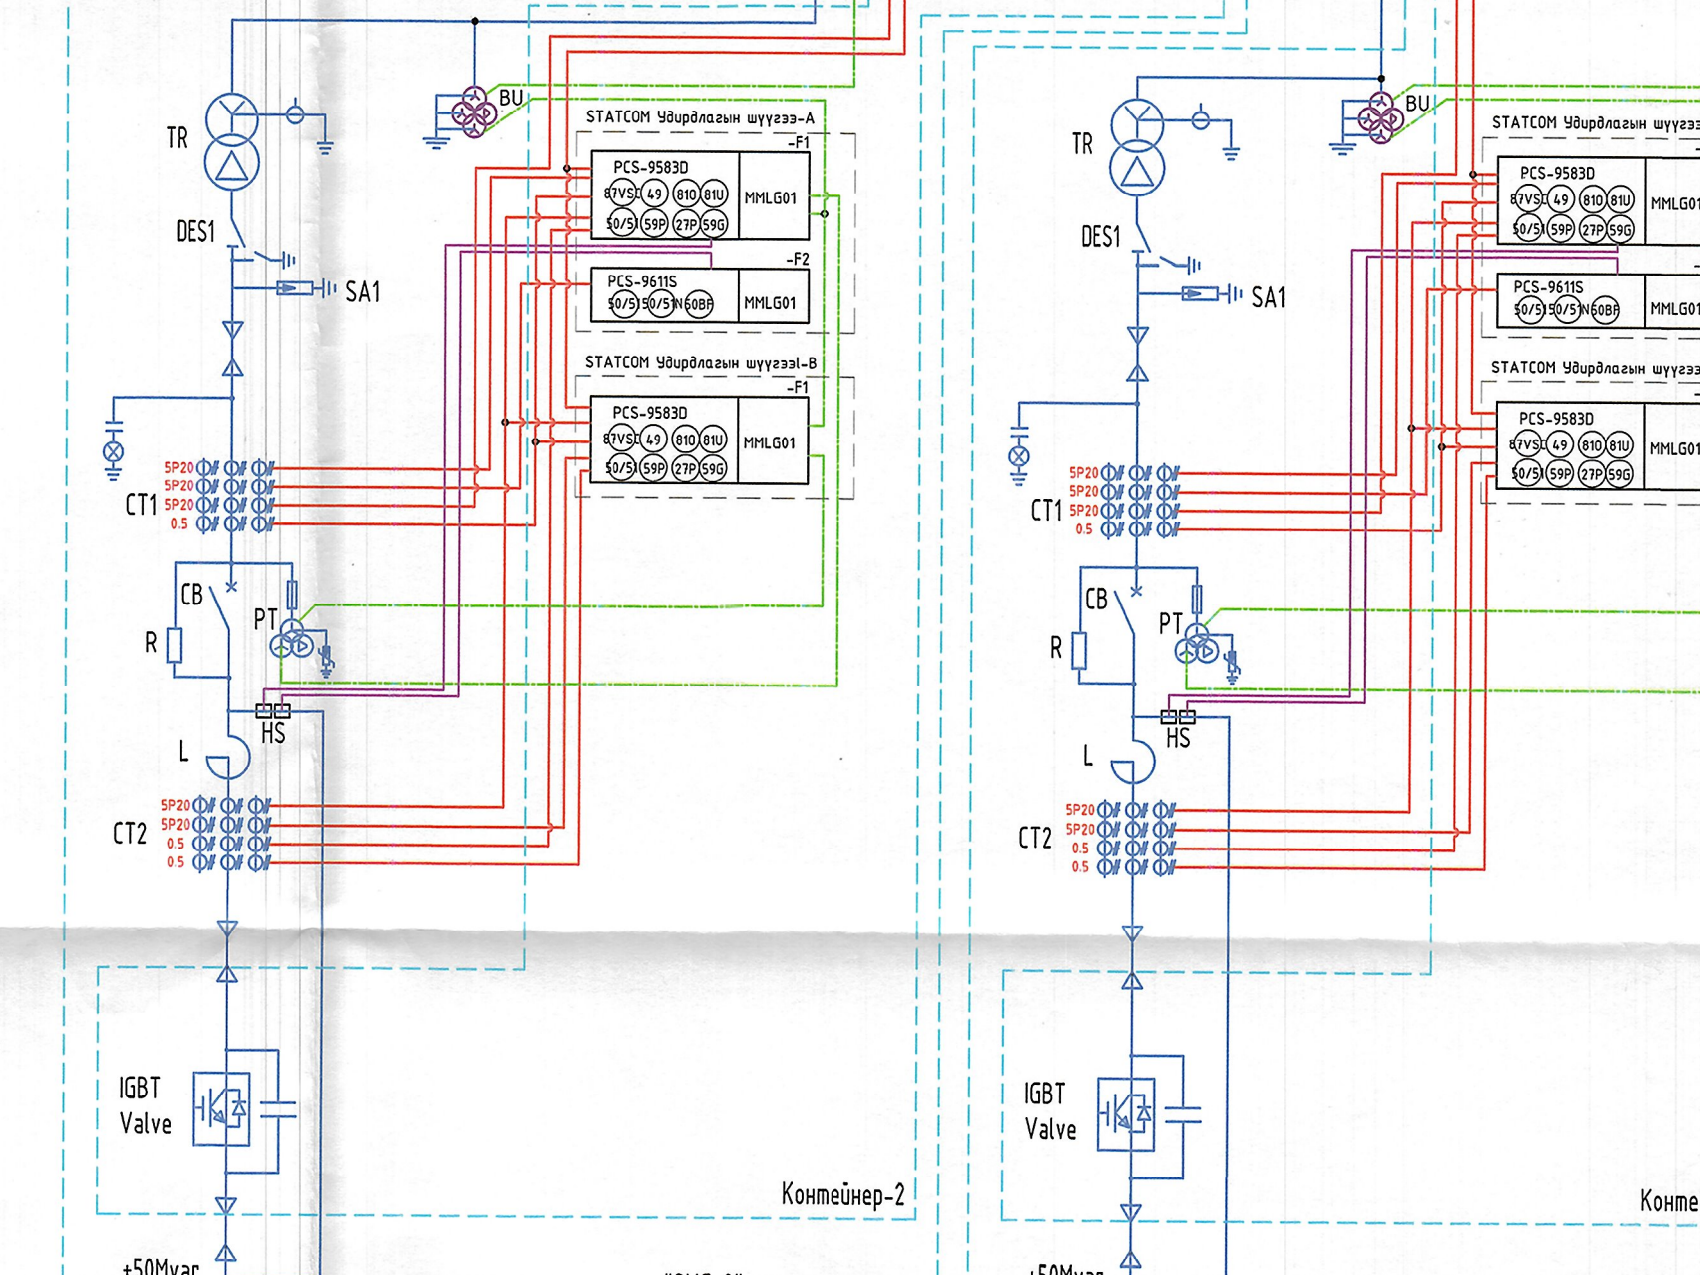 BU
STATCOM Удирдлагын шүүгээ-A
-F1
TR
PCS-9583D
87VSC 49 81O 81U
MMLG01
50/51 59P 27P 59G
DES1
-F2
PCS-9611S
50/51 50/51N 60BF
MMLG01
SA1
STATCOM Удирдлагын шүүгээ-B
-F1
PCS-9583D
87VSC 49 81O 81U
MMLG01
50/51 59P 27P 59G
5P20
5P20
CT1
5P20
0.5
CB
PT
R
HS
L
5P20
5P20
CT2
0.5
0.5
IGBT
Valve
Контейнер-2
+50Mvar
BU
STATCOM Удирдлагын шүүгээ
TR
PCS-9583D
87VSC 49 81O 81U
MMLG01
50/51 59P 27P 59G
DES1
PCS-9611S
50/51 50/51N 60BF
MMLG01
SA1
STATCOM Удирдлагын шүүгээ
PCS-9583D
87VSC 49 81O 81U
MMLG01
50/51 59P 27P 59G
5P20
5P20
CT1
5P20
0.5
CB
PT
R
HS
L
5P20
5P20
CT2
0.5
0.5
IGBT
Valve
Конте
+50Mvar